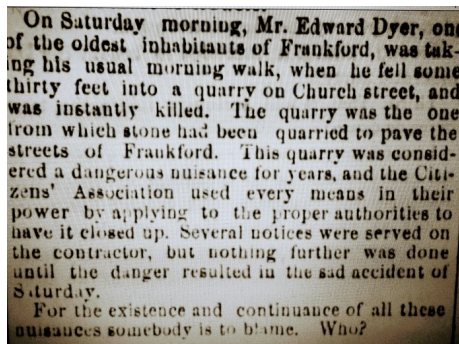 On Saturday morning, Mr. Edward Dyer, one
of the oldest inhabitants of Frankford, was tak-
ing his usual morning walk, when he fell some
thirty feet into a quarry on Church street, and
was instantly killed. The quarry was the one
from which stone had been quarried to pave the
streets of Frankford. This quarry was consid-
ered a dangerous nuisance for years, and the Citi-
zens' Association used every means in their
power by applying to the proper authorities to
have it closed up. Several notices were served on
the contractor, but nothing further was done
until the danger resulted in the sad accident of
Saturday.
For the existence and continuance of all these
nuisances somebody is to blame. Who?